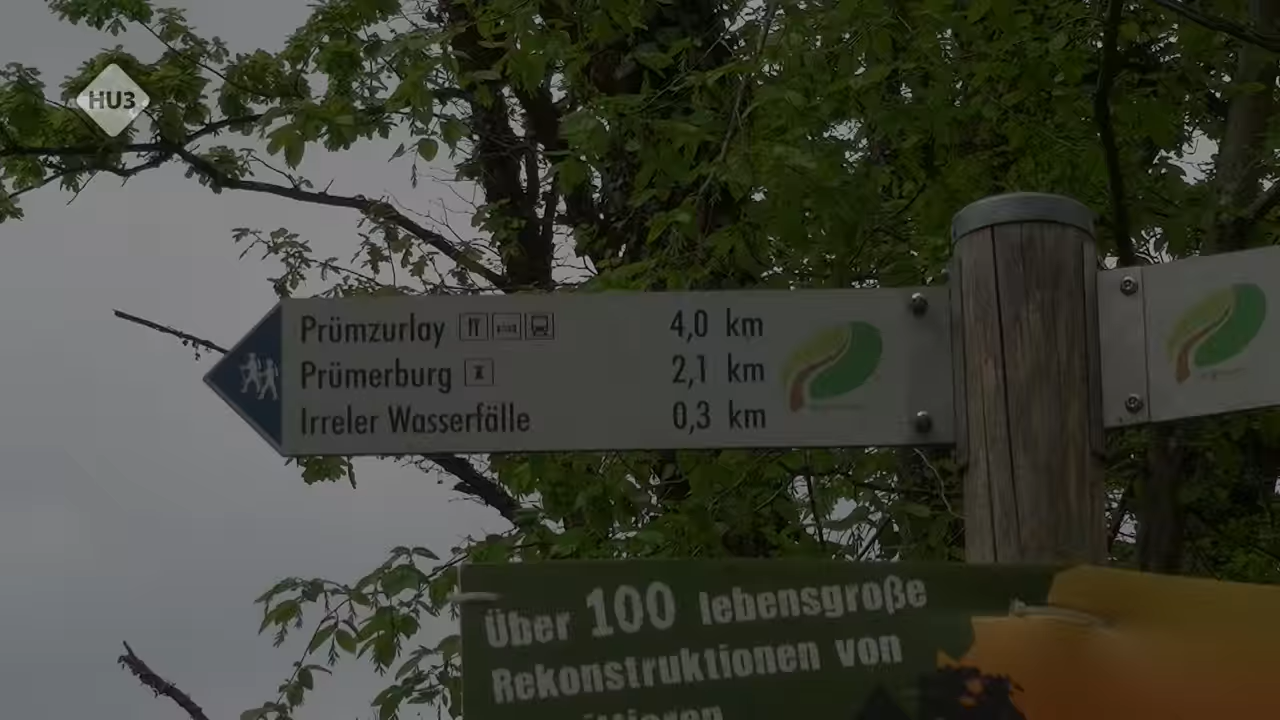 HU3
Prümzurlay 4,0 km
Prümerburg 2,1 km
Irreler Wasserfälle 0,3 km
Über 100 lebensgroße
Rekonstruktionen von